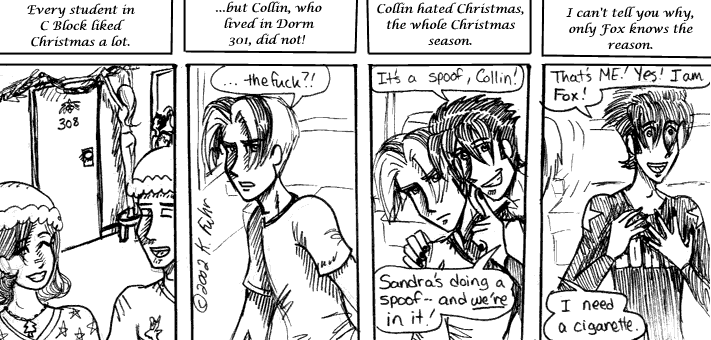 Every student in
C Block liked
Christmas a lot.
...but Collin, who
lived in Dorm
301, did not!
Collin hated Christmas,
the whole Christmas
season.
I can't tell you why,
only Fox knows the
reason.
308
... the fuck?!
©2002 K. Fuhr
It's a spoof, Collin!
Sandra's doing a
spoof-- and we're
in it!
That's ME! Yes! I am
Fox!
I need
a cigarette.